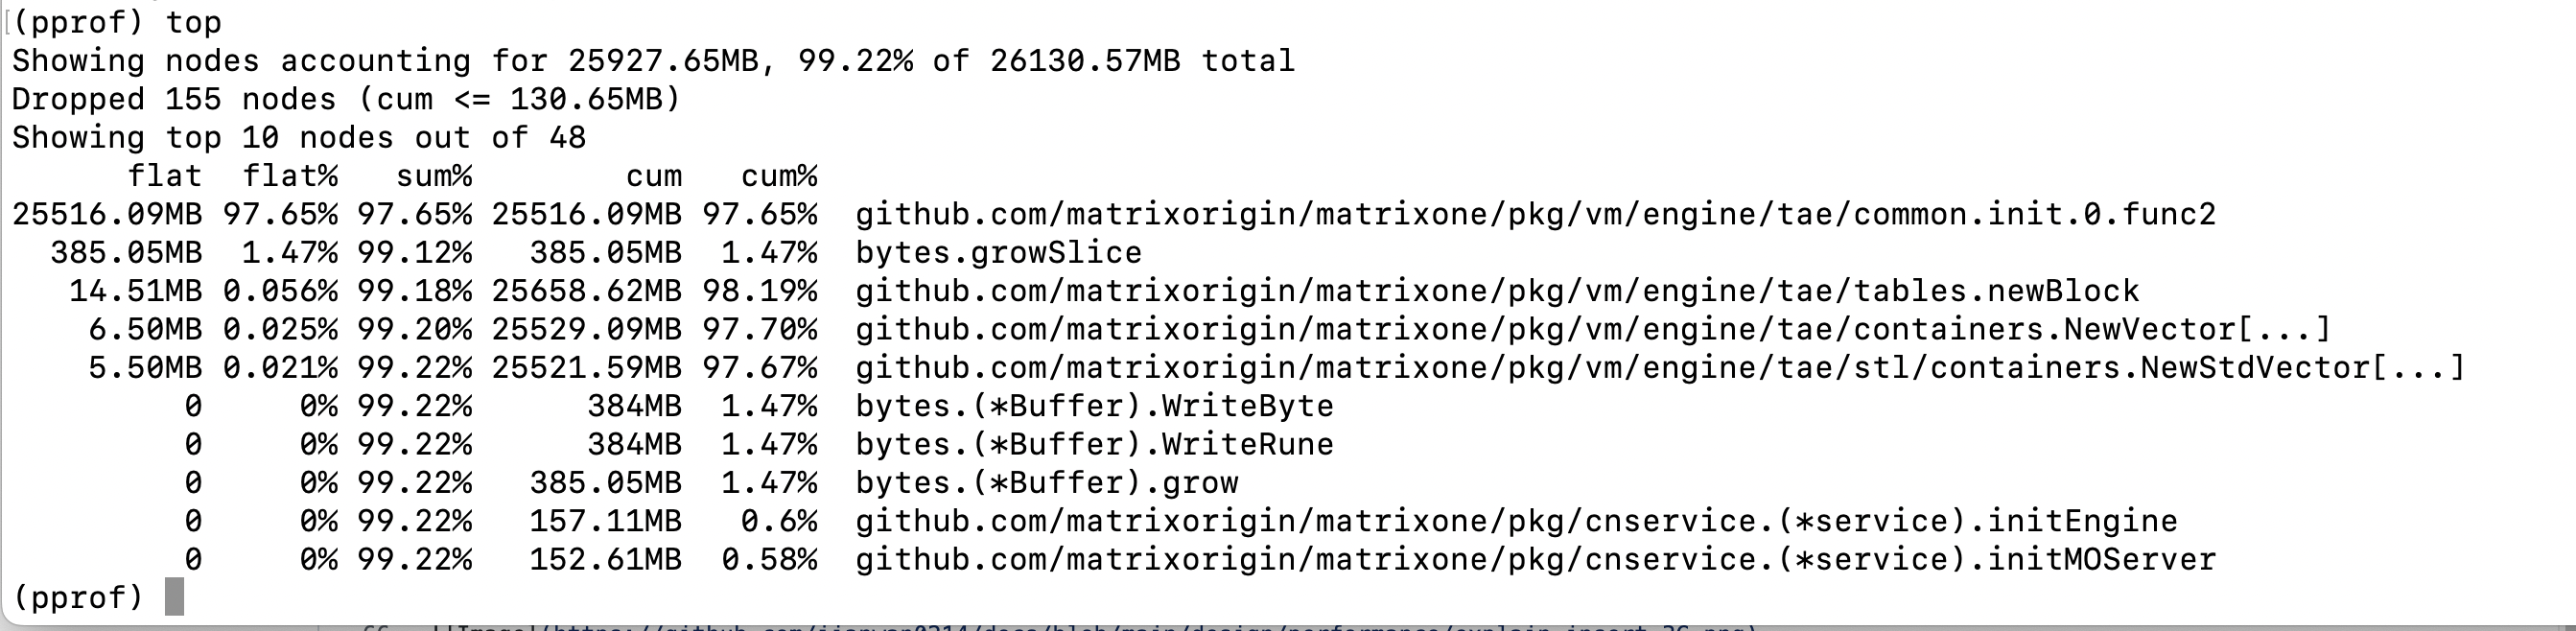 (pprof) top
Showing nodes accounting for 25927.65MB, 99.22% of 26130.57MB total
Dropped 155 nodes (cum <= 130.65MB)
Showing top 10 nodes out of 48
flat flat% sum% cum cum%
25516.09MB 97.65% 97.65% 25516.09MB 97.65% github.com/matrixorigin/matrixone/pkg/vm/engine/tae/common.init.0.func2
385.05MB 1.47% 99.12% 385.05MB 1.47% bytes.growSlice
14.51MB 0.056% 99.18% 25658.62MB 98.19% github.com/matrixorigin/matrixone/pkg/vm/engine/tae/tables.newBlock
6.50MB 0.025% 99.20% 25529.09MB 97.70% github.com/matrixorigin/matrixone/pkg/vm/engine/tae/containers.NewVector[...]
5.50MB 0.021% 99.22% 25521.59MB 97.67% github.com/matrixorigin/matrixone/pkg/vm/engine/tae/stl/containers.NewStdVector[...]
0 0% 99.22% 384MB 1.47% bytes.(*Buffer).WriteByte
0 0% 99.22% 384MB 1.47% bytes.(*Buffer).WriteRune
0 0% 99.22% 385.05MB 1.47% bytes.(*Buffer).grow
0 0% 99.22% 157.11MB 0.6% github.com/matrixorigin/matrixone/pkg/cnservice.(*service).initEngine
0 0% 99.22% 152.61MB 0.58% github.com/matrixorigin/matrixone/pkg/cnservice.(*service).initMOServer
(pprof)